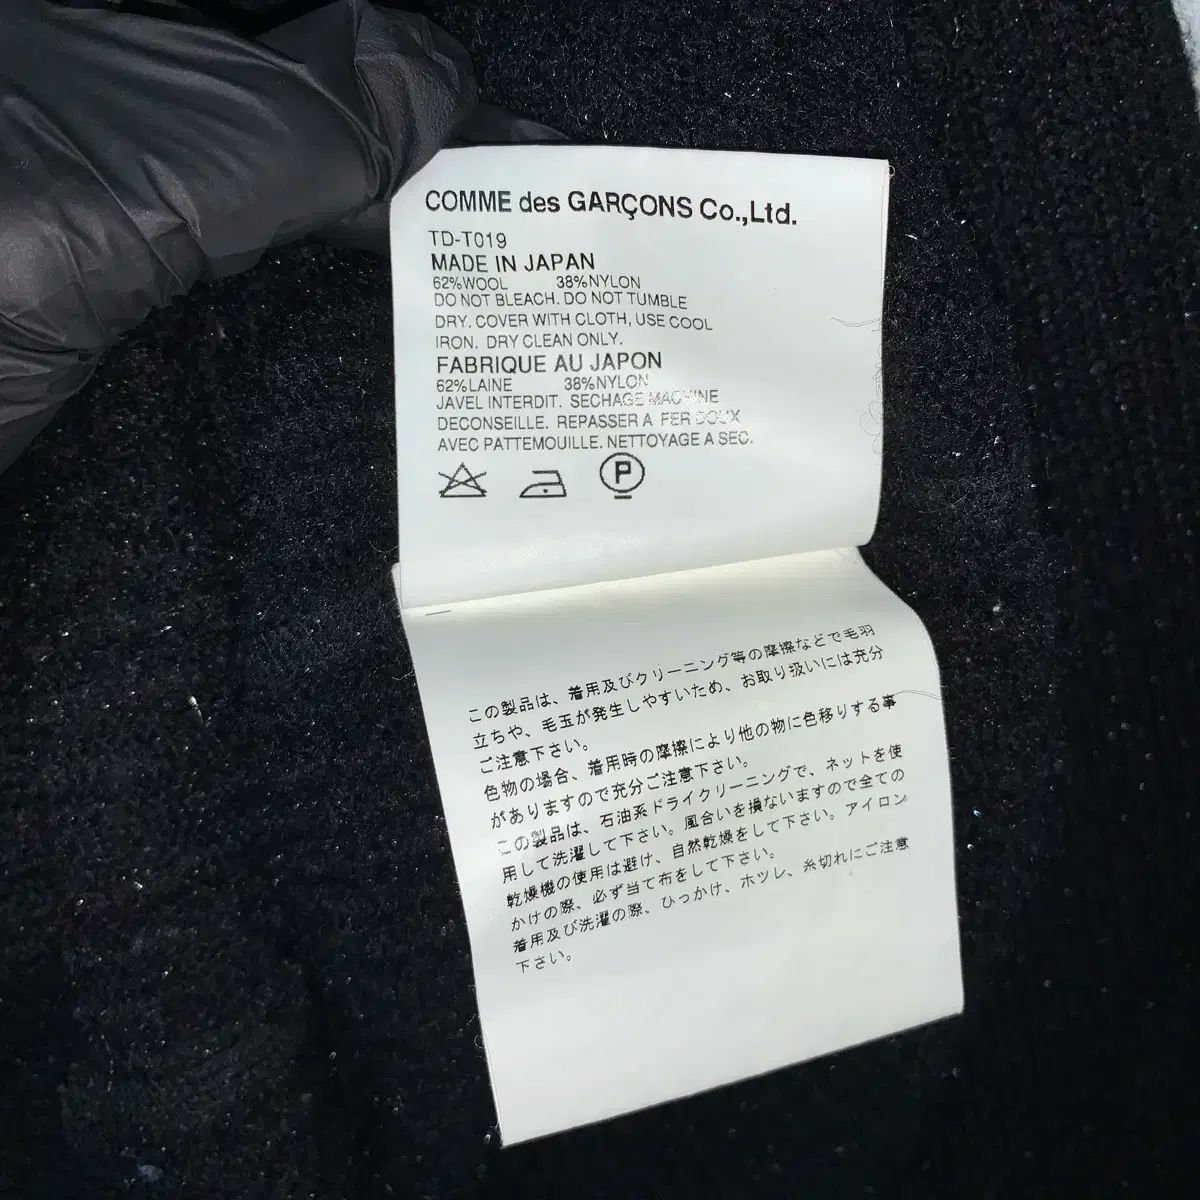 COMME des GARÇONS Co.,Ltd.
TD-T019
MADE IN JAPAN
62%WOOL 38%NYLON
DO NOT BLEACH. DO NOT TUMBLE
DRY. COVER WITH CLOTH, USE COOL
IRON. DRY CLEAN ONLY.
FABRIQUE AU JAPON
62%LAINE 38%NYLON
JAVEL INTERDIT. SECHAGE MACHINE
DECONSEILLE. REPASSER A FER DOUX
AVEC PATTEMOUILLE. NETTOYAGE A SEC.
P
この製品は、着用及びクリーニング等の摩擦などで毛羽
立ちや、毛玉が発生しやすいため、お取り扱いには充分
ご注意下さい。
色物の場合、着用時の摩擦により他の物に色移りする事
がありますので充分ご注意下さい。
この製品は、石油系ドライクリーニングで、ネットを使
用して洗濯して下さい。風合いを損ないますので全ての
乾燥機の使用は避け、自然乾燥をして下さい。アイロン
かけの際、必ず当て布をして下さい。
着用及び洗濯の際、ひっかけ、ホツレ、糸切れにご注意
下さい。